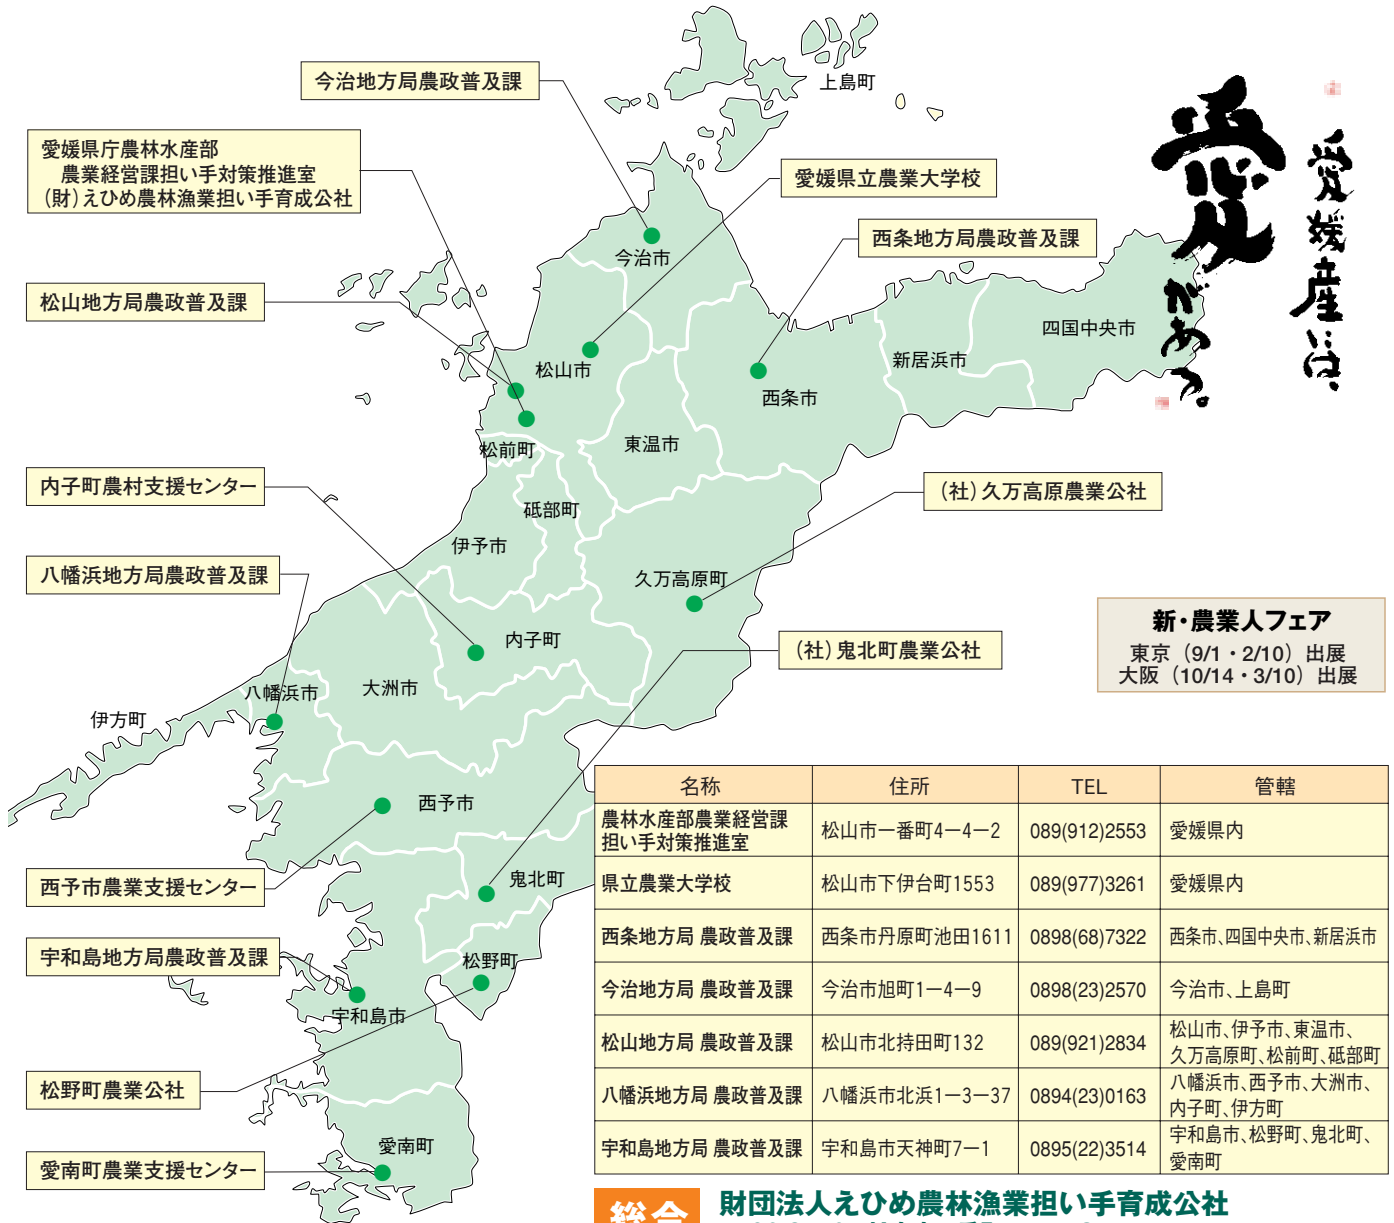 今治地方局農政普及課
愛媛県庁農林水産部
農業経営課担い手対策推進室
(財)えひめ農林漁業担い手育成公社
松山地方局農政普及課
愛媛県立農業大学校
西条地方局農政普及課
上島町
今治市
松山市
西条市
新居浜市
四国中央市
東温市
松前町
砥部町
伊予市
久万高原町
内子町
大洲市
八幡浜市
伊方町
西予市
鬼北町
松野町
宇和島市
愛南町
愛媛産には、
愛
がある。
内子町農村支援センター
八幡浜地方局農政普及課
(社)久万高原農業公社
(社)鬼北町農業公社
西予市農業支援センター
宇和島地方局農政普及課
松野町農業公社
愛南町農業支援センター
新・農業人フェア
東京（9/1・2/10）出展
大阪（10/14・3/10）出展
名称 住所 TEL 管轄
農林水産部農業経営課
担い手対策推進室 松山市一番町4ー4ー2 089(912)2553 愛媛県内
県立農業大学校 松山市下伊台町1553 089(977)3261 愛媛県内
西条地方局 農政普及課 西条市丹原町池田1611 0898(68)7322 西条市、四国中央市、新居浜市
今治地方局 農政普及課 今治市旭町1ー4ー9 0898(23)2570 今治市、上島町
松山地方局 農政普及課 松山市北持田町132 089(921)2834 松山市、伊予市、東温市、
久万高原町、松前町、砥部町
八幡浜地方局 農政普及課 八幡浜市北浜1ー3ー37 0894(23)0163 八幡浜市、西予市、大洲市、
内子町、伊方町
宇和島地方局 農政普及課 宇和島市天神町7ー1 0895(22)3514 宇和島市、松野町、鬼北町、
愛南町
総合
財団法人えひめ農林漁業担い手育成公社